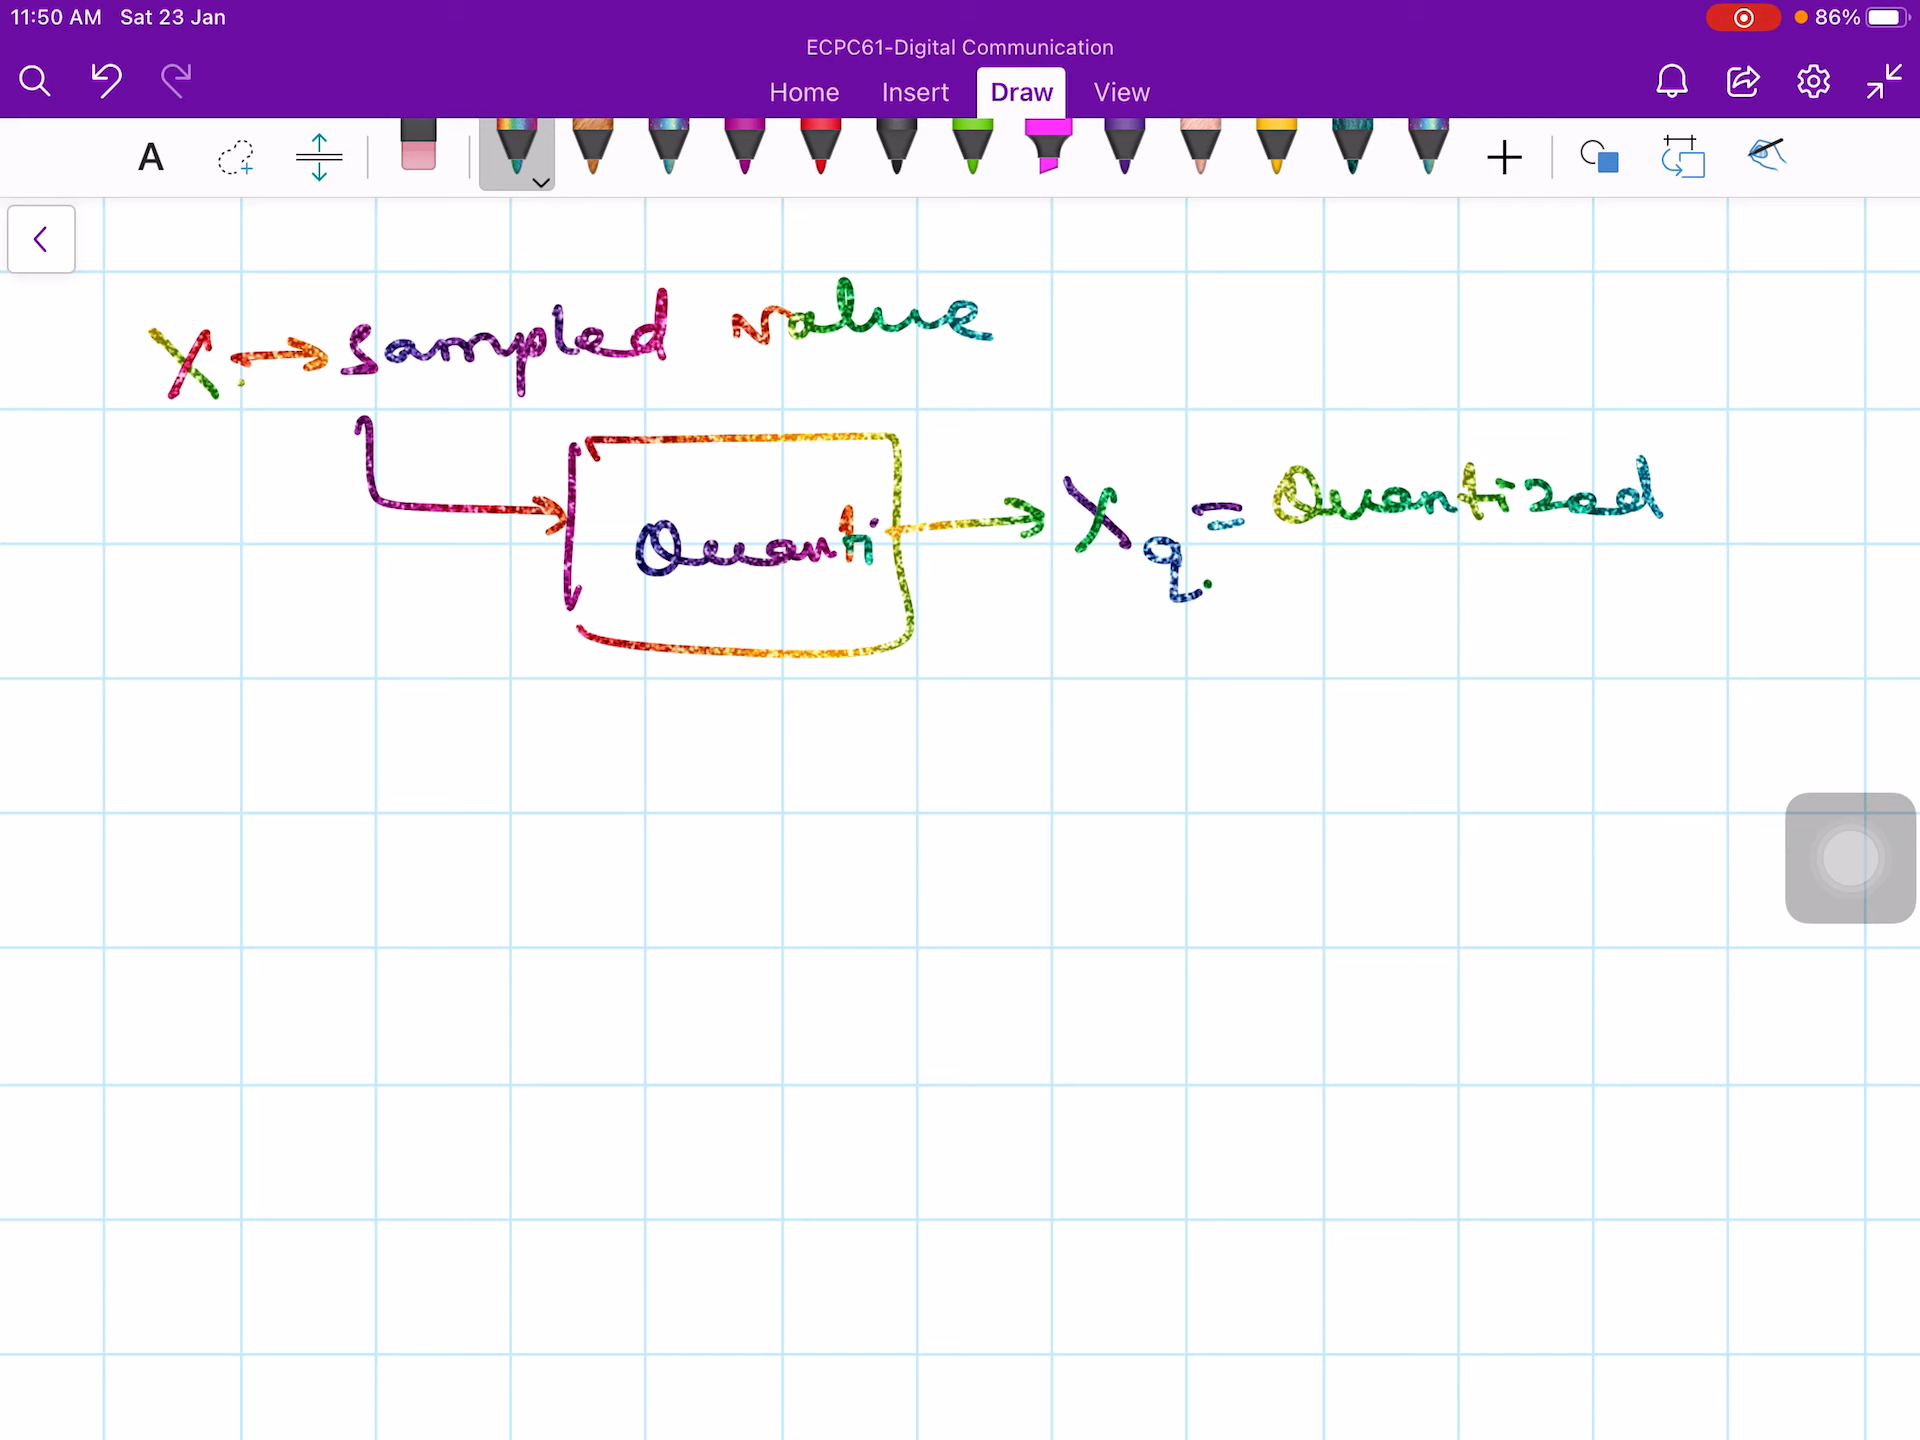 11:50 AM Sat 23 Jan
86%
ECPC61-Digital Communication
Home Insert Draw View
A
X → Sampled value
Quanti → Xq = Quantized